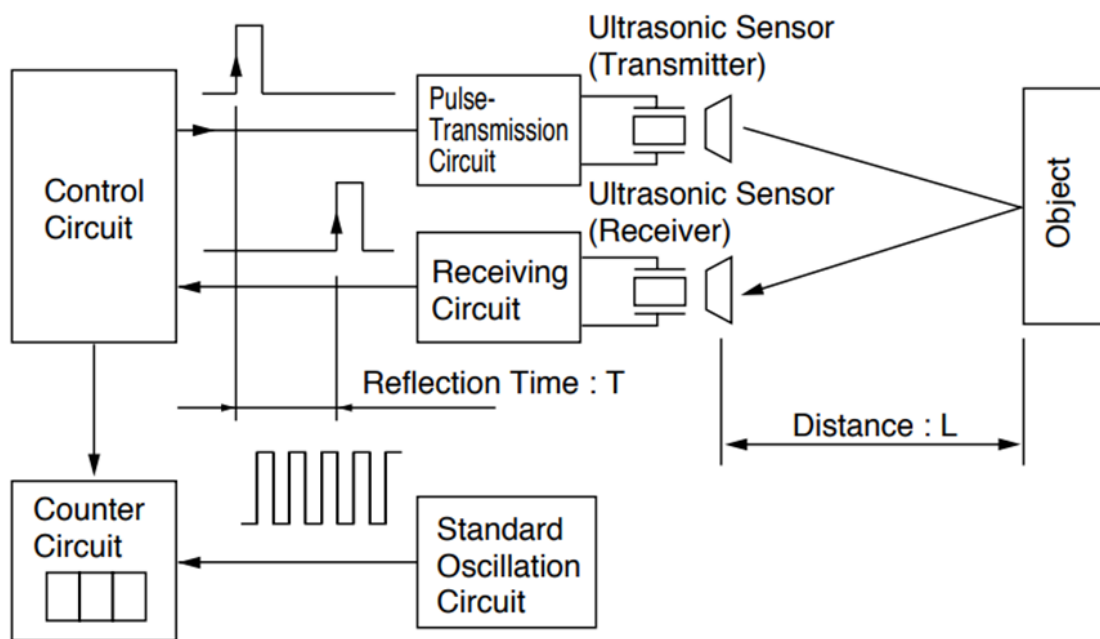 Ultrasonic Sensor
(Transmitter)
Pulse-
Transmission
Circuit
Control
Circuit
Object
Ultrasonic Sensor
(Receiver)
Receiving
Circuit
Reflection Time : T
Distance : L
Counter
Circuit
Standard
Oscillation
Circuit